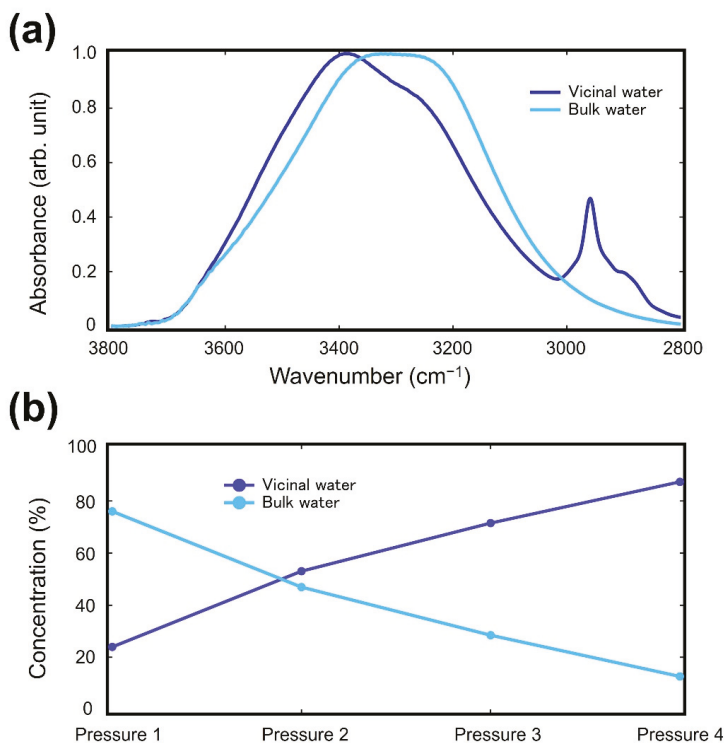 (a)
Absorbance (arb. unit)
1.0
0.8
0.6
0.4
0.2
0
Vicinal water
Bulk water
3800 3600 3400 3200 3000 2800
Wavenumber (cm⁻¹)
(b)
Concentration (%)
100
80
60
40
20
0
Vicinal water
Bulk water
Pressure 1 Pressure 2 Pressure 3 Pressure 4